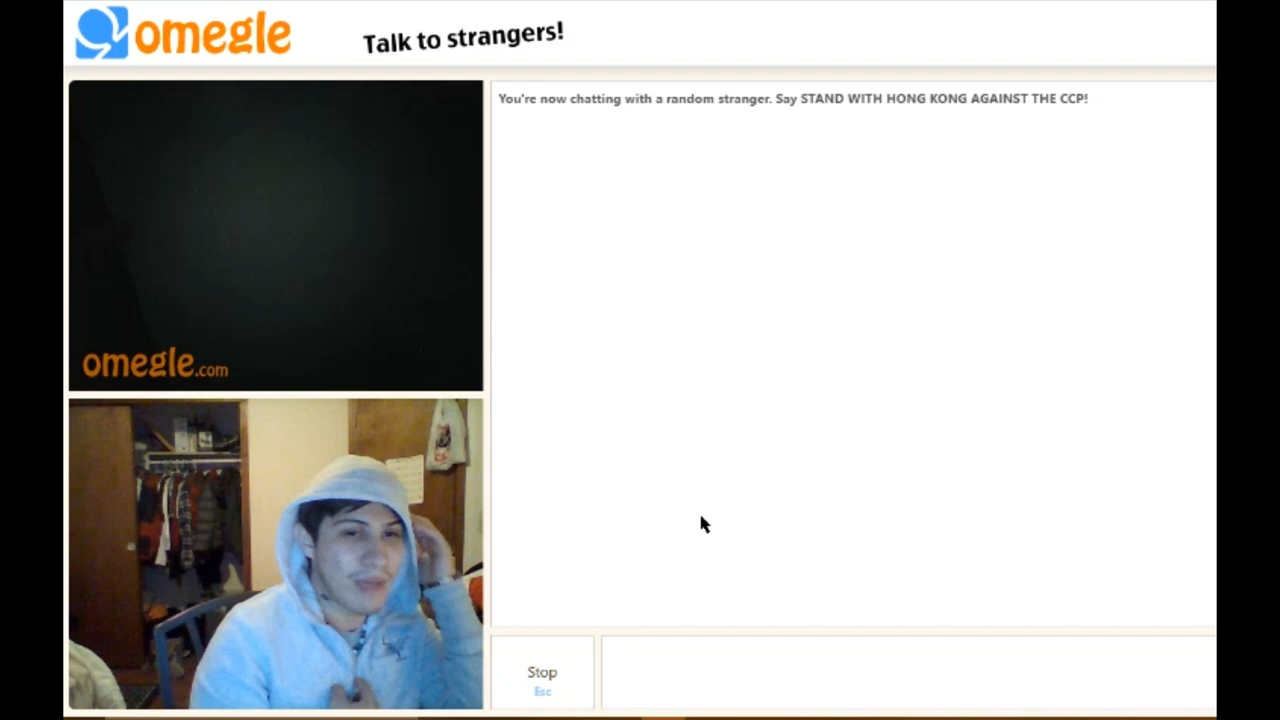 omegle
Talk to strangers!
You're now chatting with a random stranger. Say STAND WITH HONG KONG AGAINST THE CCP!
omegle.com
Stop
Esc